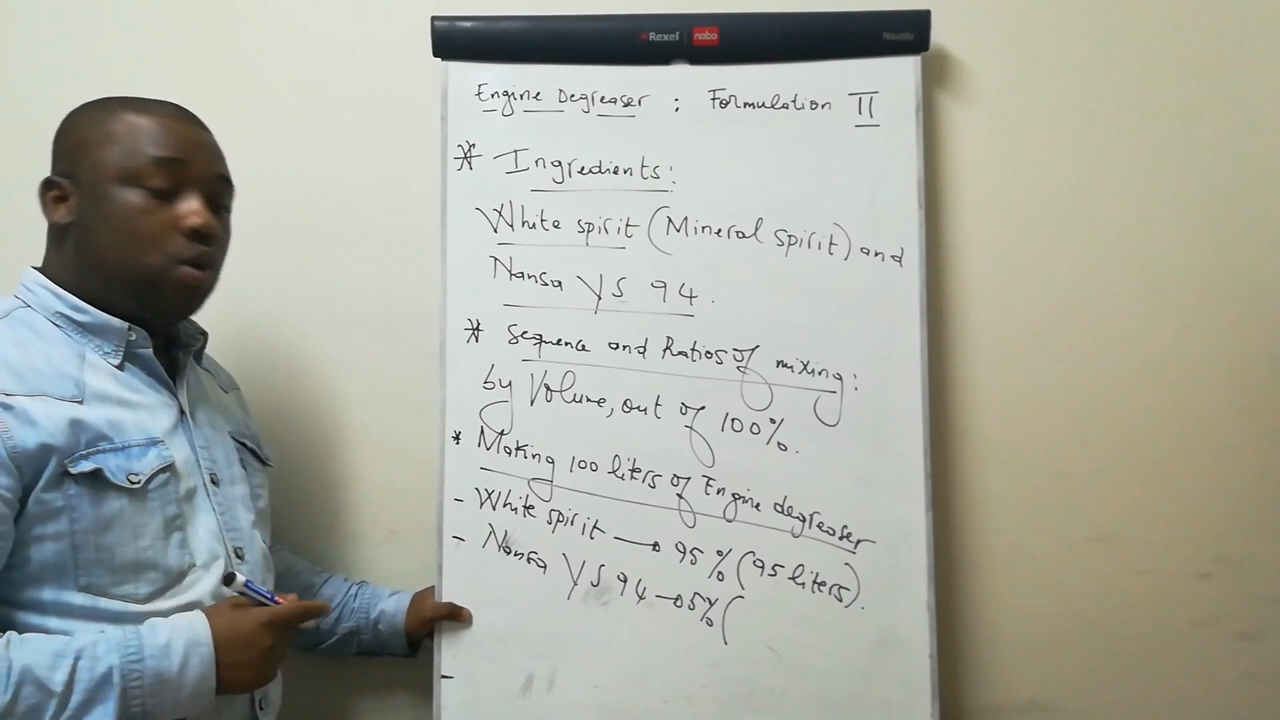 Rexel nobo Nautile
Engine Degreaser : Formulation II
* Ingredients:
White spirit (Mineral spirit) and
Nansa YS 94.
* Sequence and Ratios of mixing:
by Volume, out of 100%.
* Making 100 liters of Engine degreaser
- White spirit → 95% (95 liters).
- Nansa YS 94 → 5% (
-